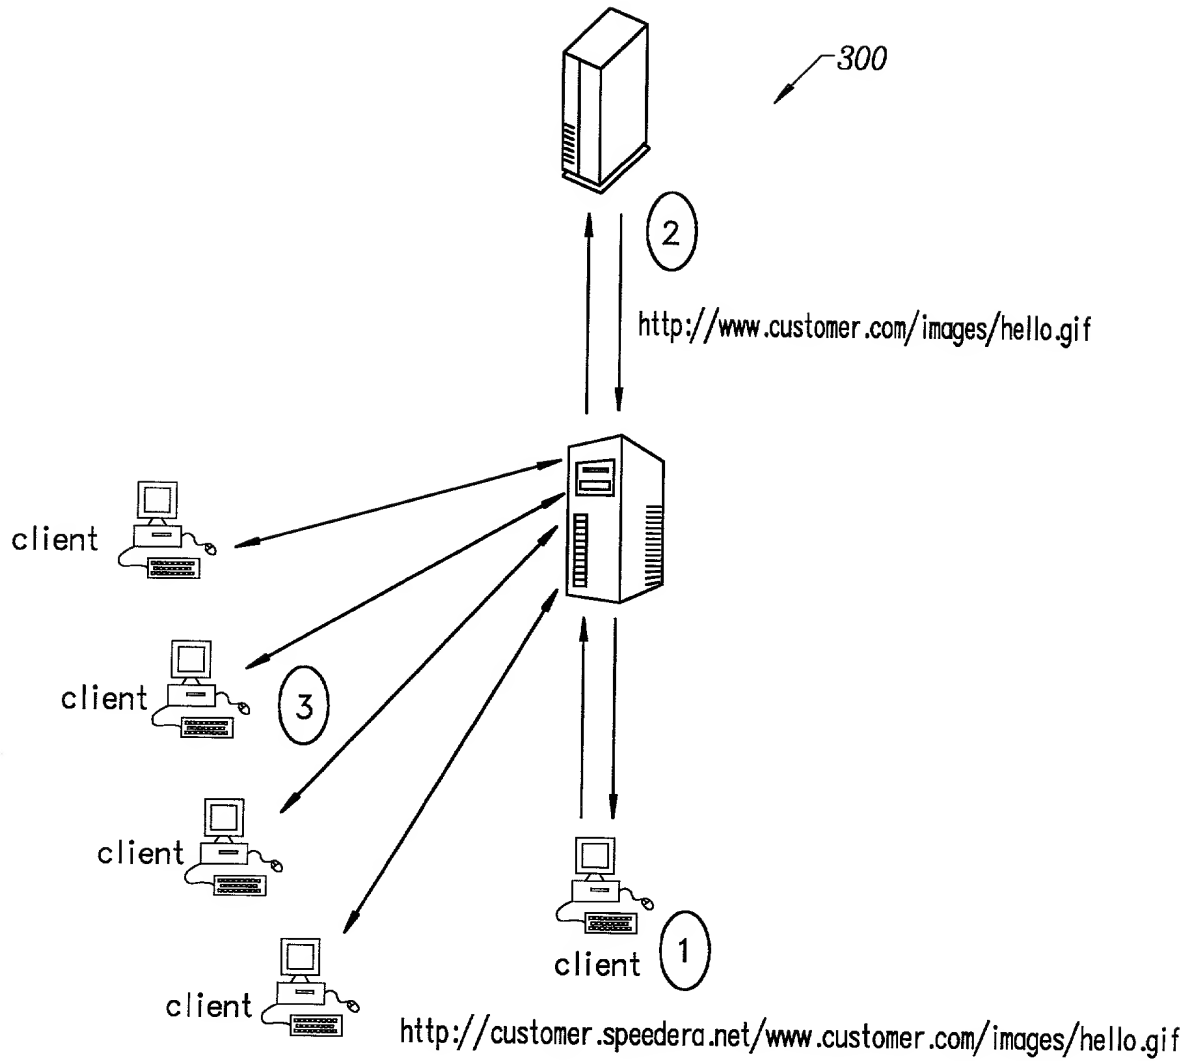 300
2
http://www.customer.com/images/hello.gif
client
client
3
client
client
client
1
http://customer.speedera.net/www.customer.com/images/hello.gif